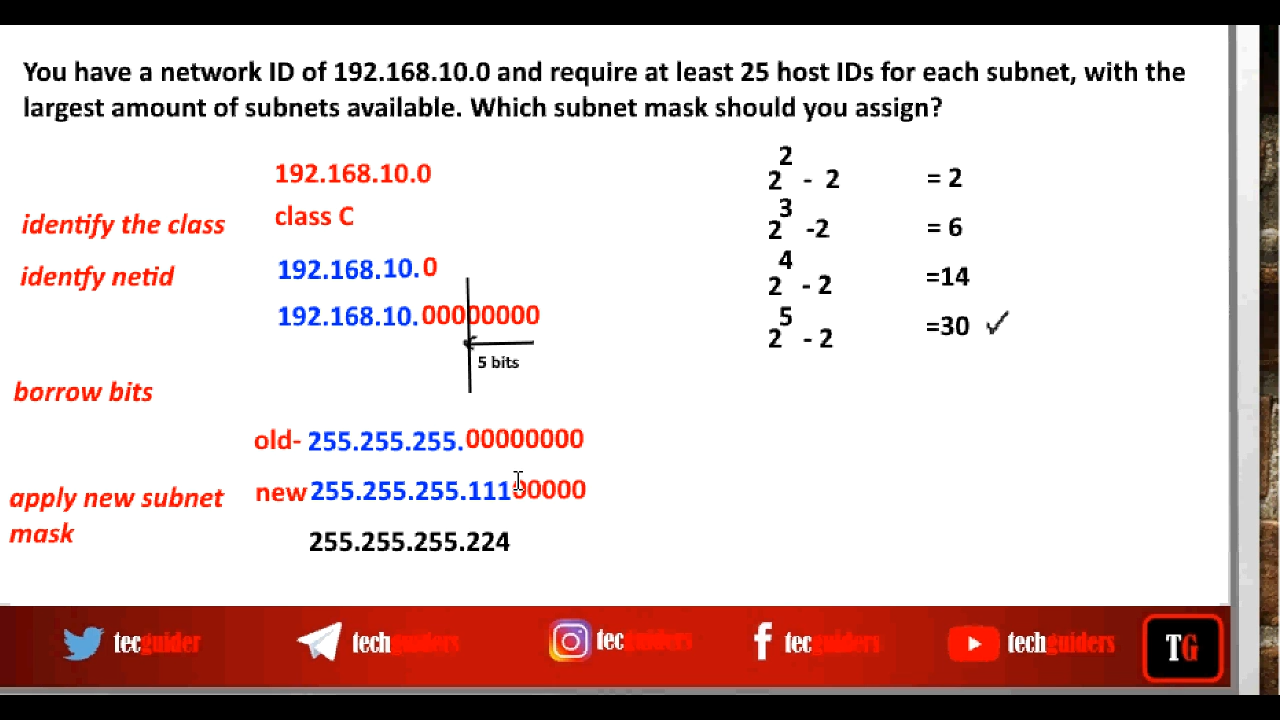 You have a network ID of 192.168.10.0 and require at least 25 host IDs for each subnet, with the
largest amount of subnets available. Which subnet mask should you assign?
192.168.10.0
identify the class class C
identfy netid 192.168.10.0
192.168.10.00000000
5 bits
borrow bits
old- 255.255.255.00000000
apply new subnet new 255.255.255.11100000
mask
255.255.255.224
2
2 - 2 = 2
3
2 -2 = 6
4
2 - 2 =14
5
2 - 2 =30 ✓
tecguider
techguiders
tecguiders
tecguiders
techguiders
TG